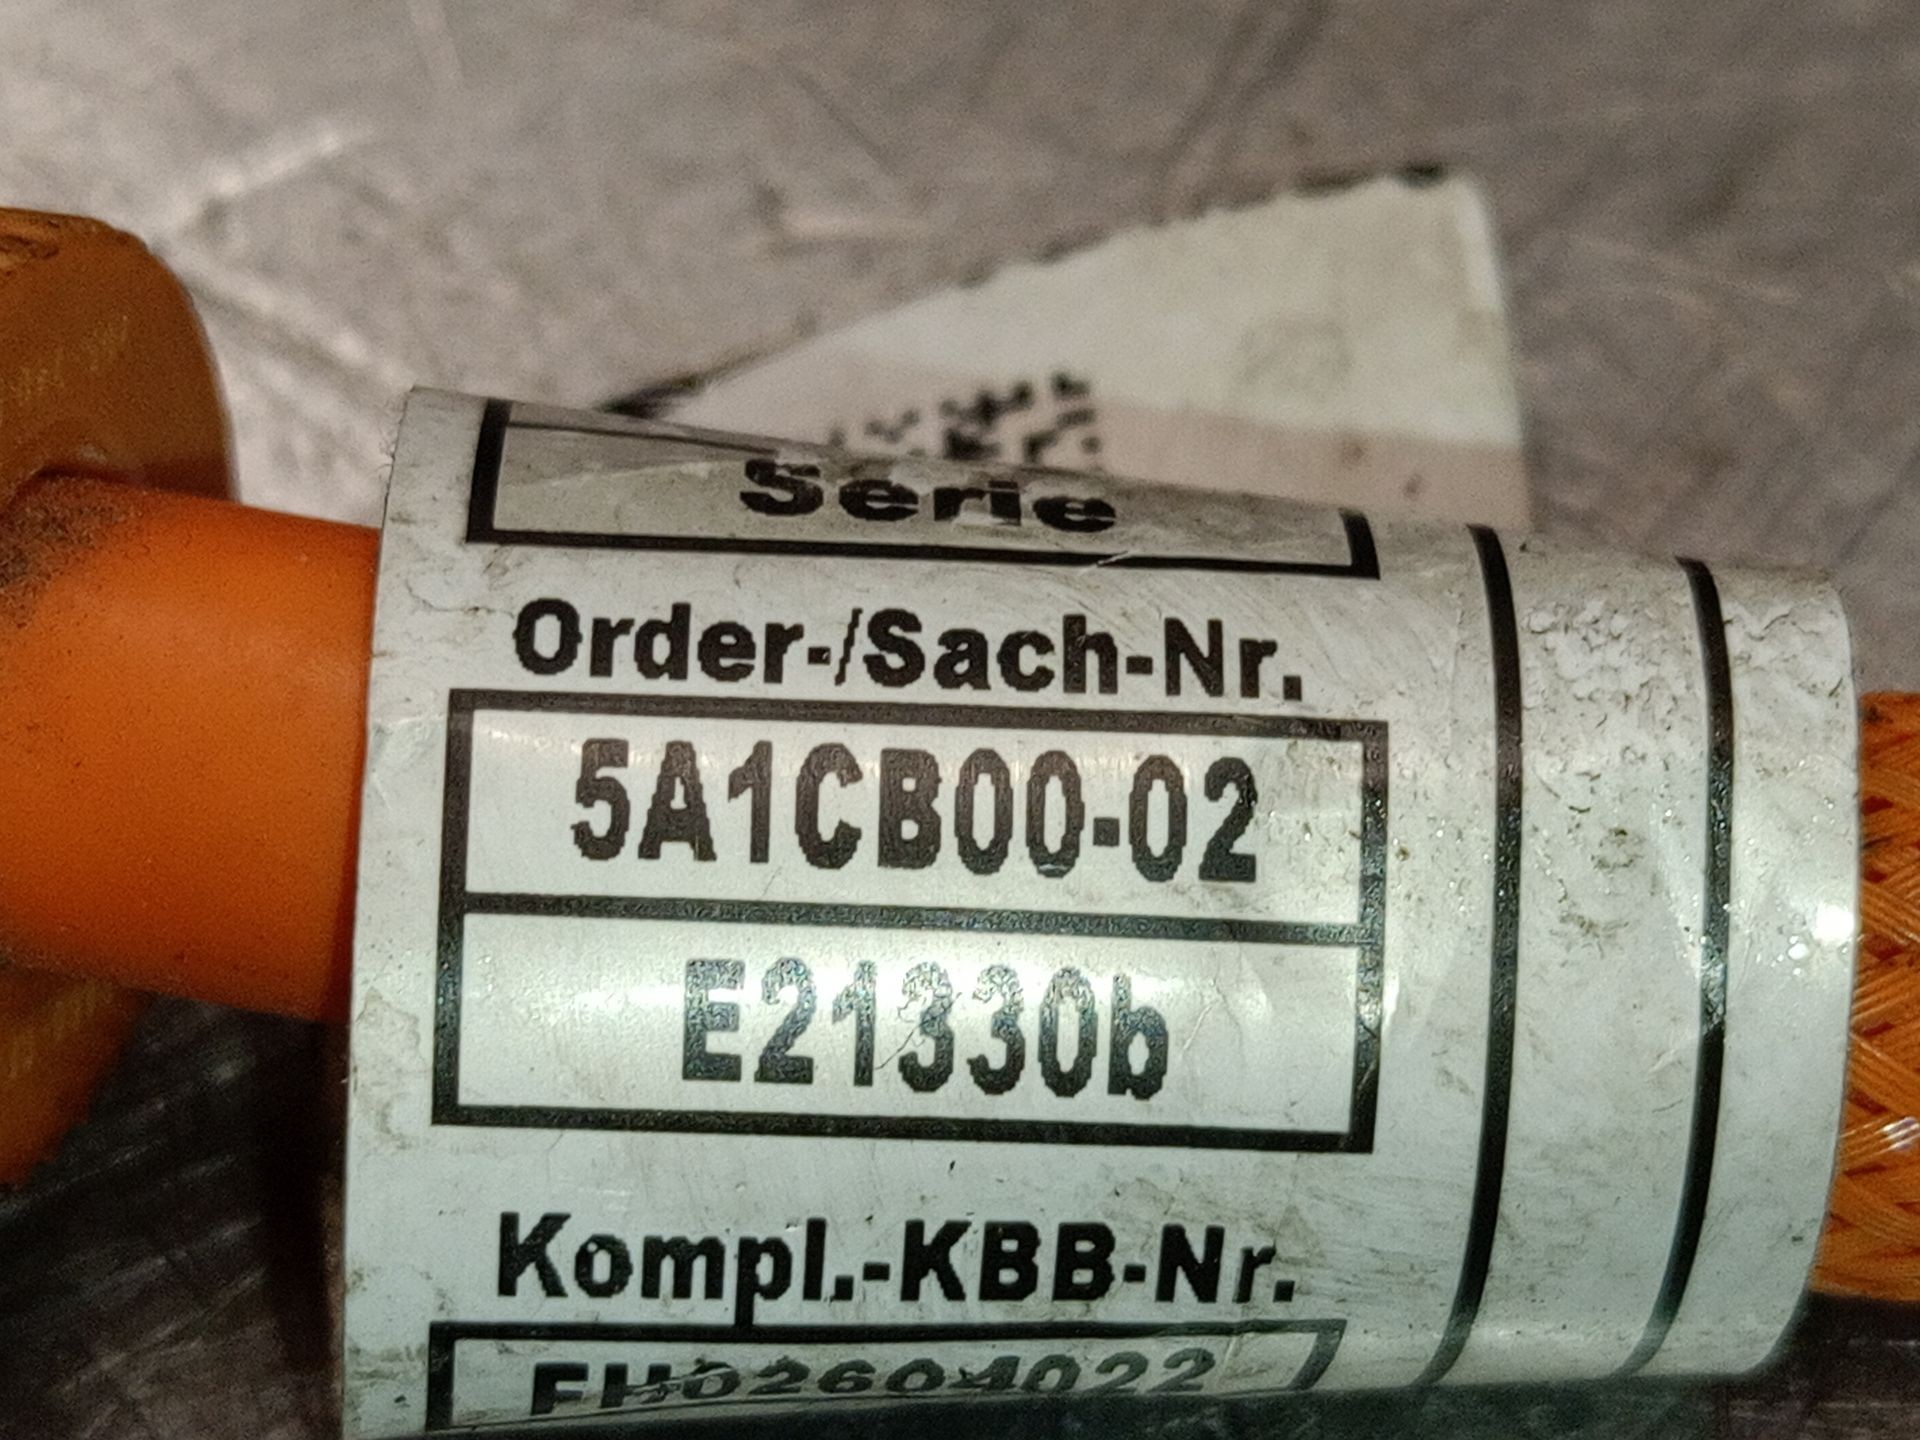 Serie
Order-/Sach-Nr.
5A1CB00-02
E21330b
Kompl.-KBB-Nr.